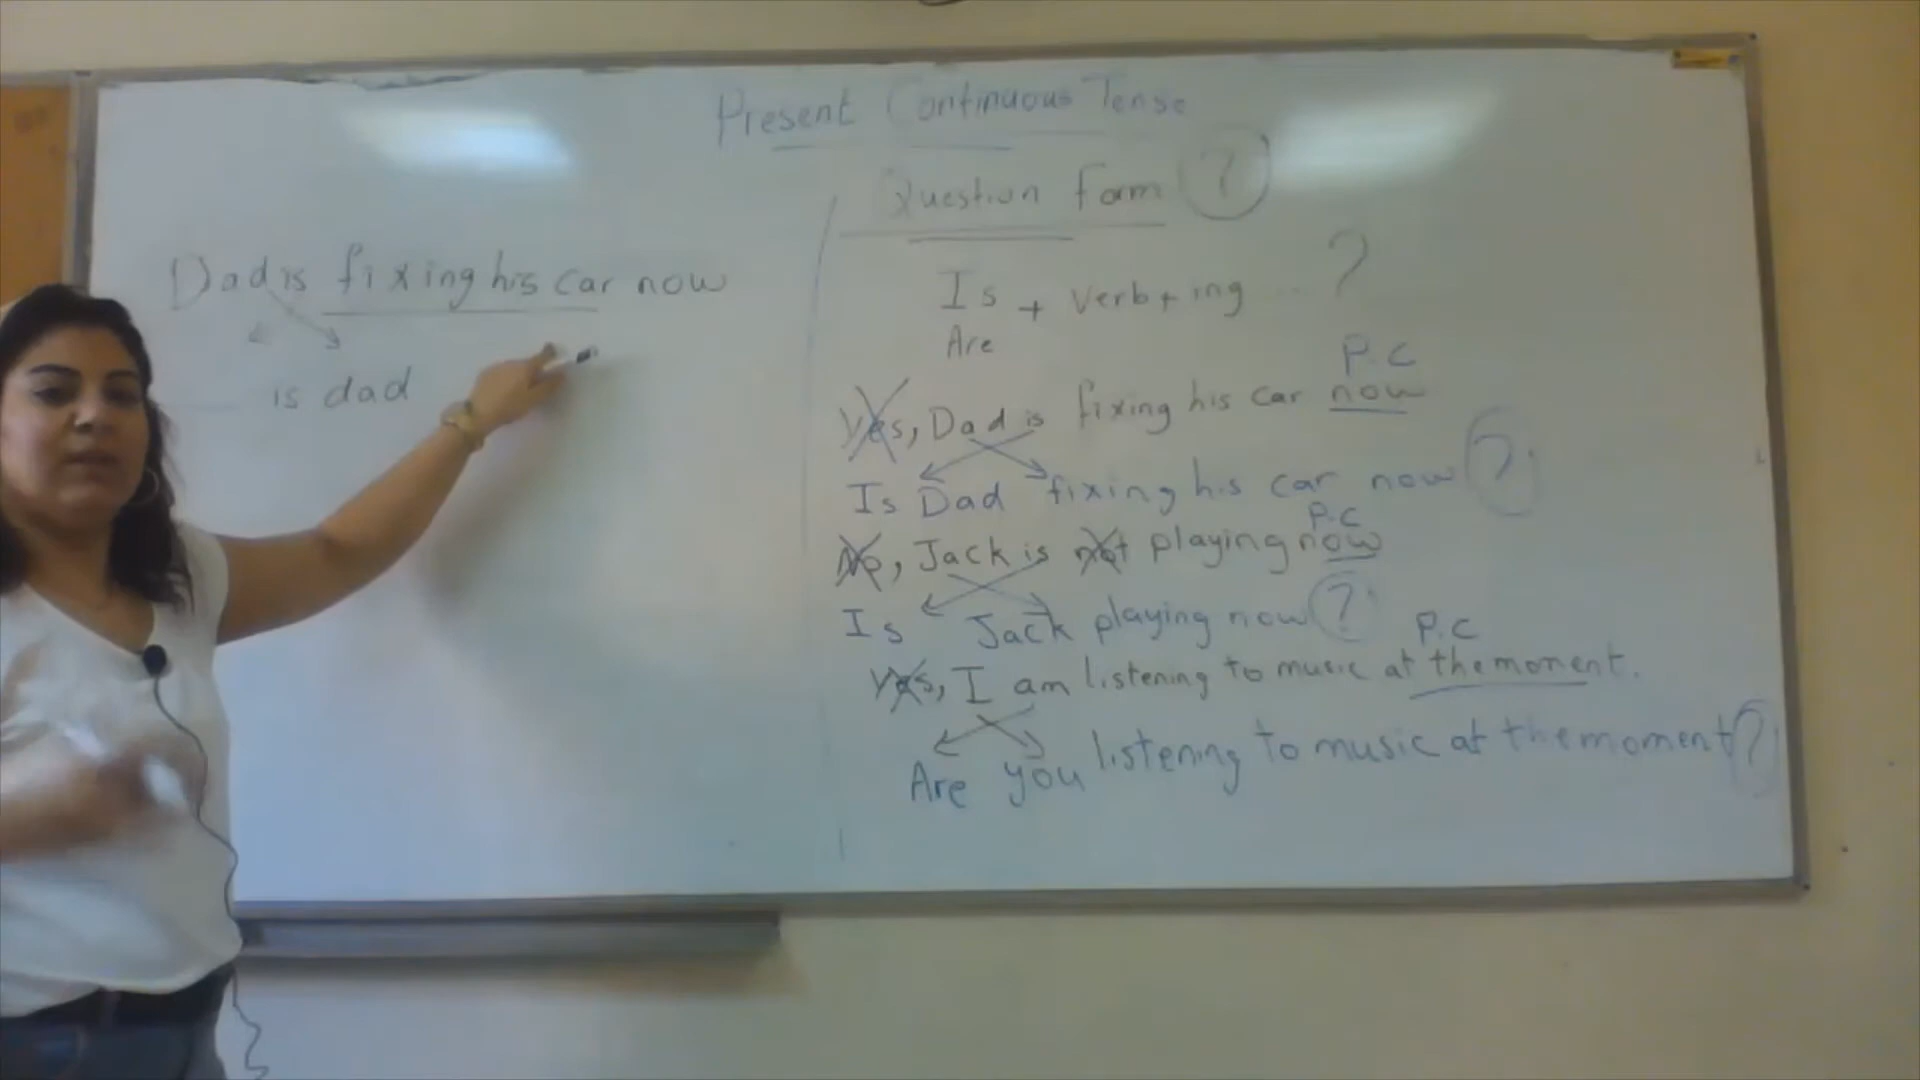 Present Continuous Tense
Question form ?
Dad is fixing his car now
is dad
Is + verb + ing ... ?
Are
P.C
Yes, Dad is fixing his car now
Is Dad fixing his car now ?
P.C
No, Jack is not playing now
Is Jack playing now ?
P.C
Yes, I am listening to music at the moment.
Are you listening to music at the moment ?